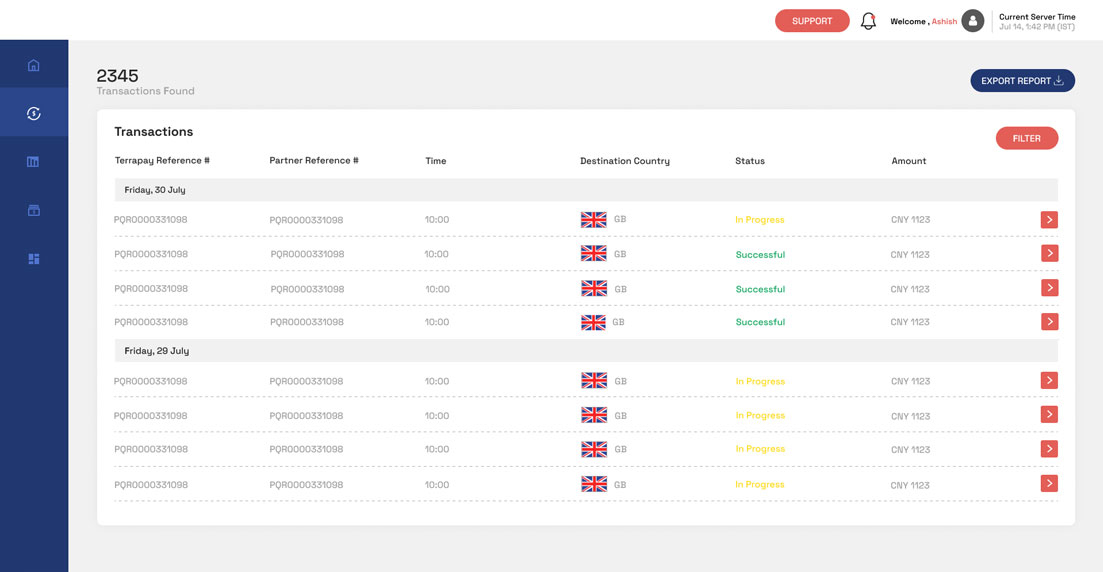 SUPPORT Welcome , Ashish Current Server Time
Jul 14, 1:42 PM (IST)
2345
Transactions Found
EXPORT REPORT
Transactions
FILTER
Terrapay Reference # Partner Reference # Time Destination Country Status Amount
Friday, 30 July
PQR0000331098 PQR0000331098 10:00 GB In Progress CNY 1123
PQR0000331098 PQR0000331098 10:00 GB Successful CNY 1123
PQR0000331098 PQR0000331098 10:00 GB Successful CNY 1123
PQR0000331098 PQR0000331098 10:00 GB Successful CNY 1123
Friday, 29 July
PQR0000331098 PQR0000331098 10:00 GB In Progress CNY 1123
PQR0000331098 PQR0000331098 10:00 GB In Progress CNY 1123
PQR0000331098 PQR0000331098 10:00 GB In Progress CNY 1123
PQR0000331098 PQR0000331098 10:00 GB In Progress CNY 1123